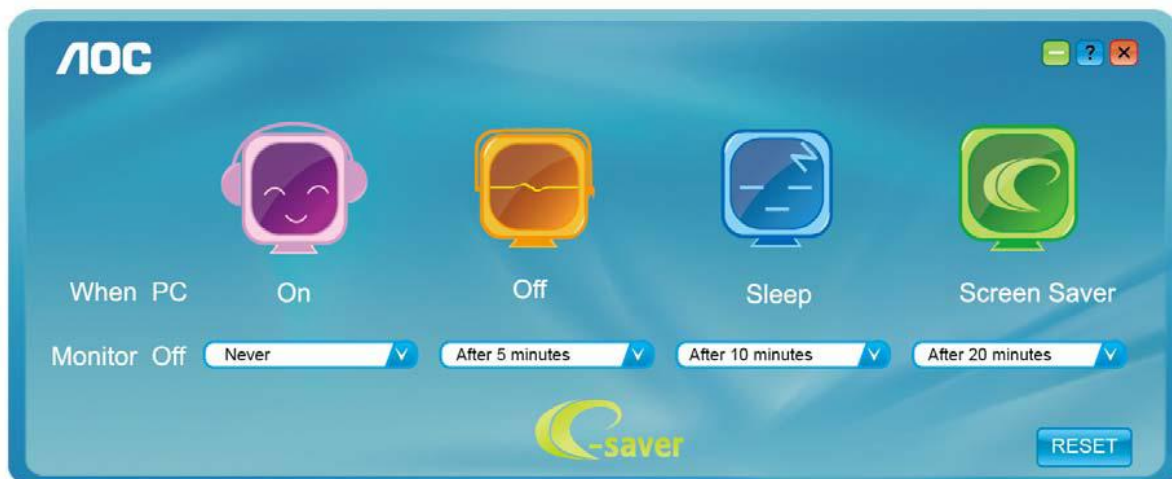 AOC
?
When PC On Off Sleep Screen Saver
Monitor Off Never After 5 minutes After 10 minutes After 20 minutes
e-saver
RESET